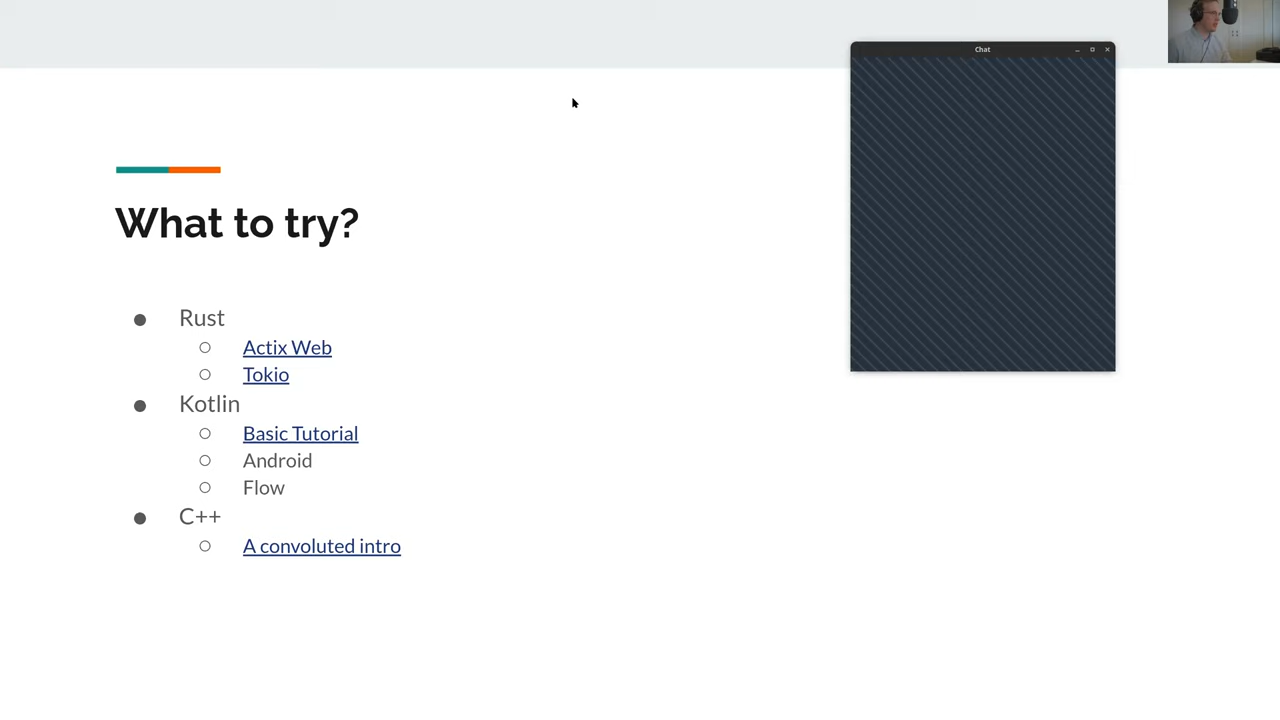 Chat
What to try?
Rust
Actix Web
Tokio
Kotlin
Basic Tutorial
Android
Flow
C++
A convoluted intro